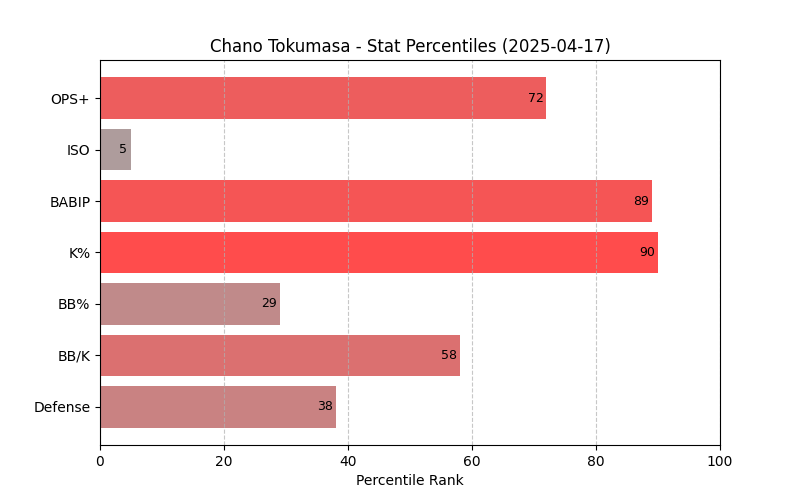 Chano Tokumasa - Stat Percentiles (2025-04-17)
OPS+ 72
ISO 5
BABIP 89
K% 90
BB% 29
BB/K 58
Defense 38
0 20 40 60 80 100
Percentile Rank